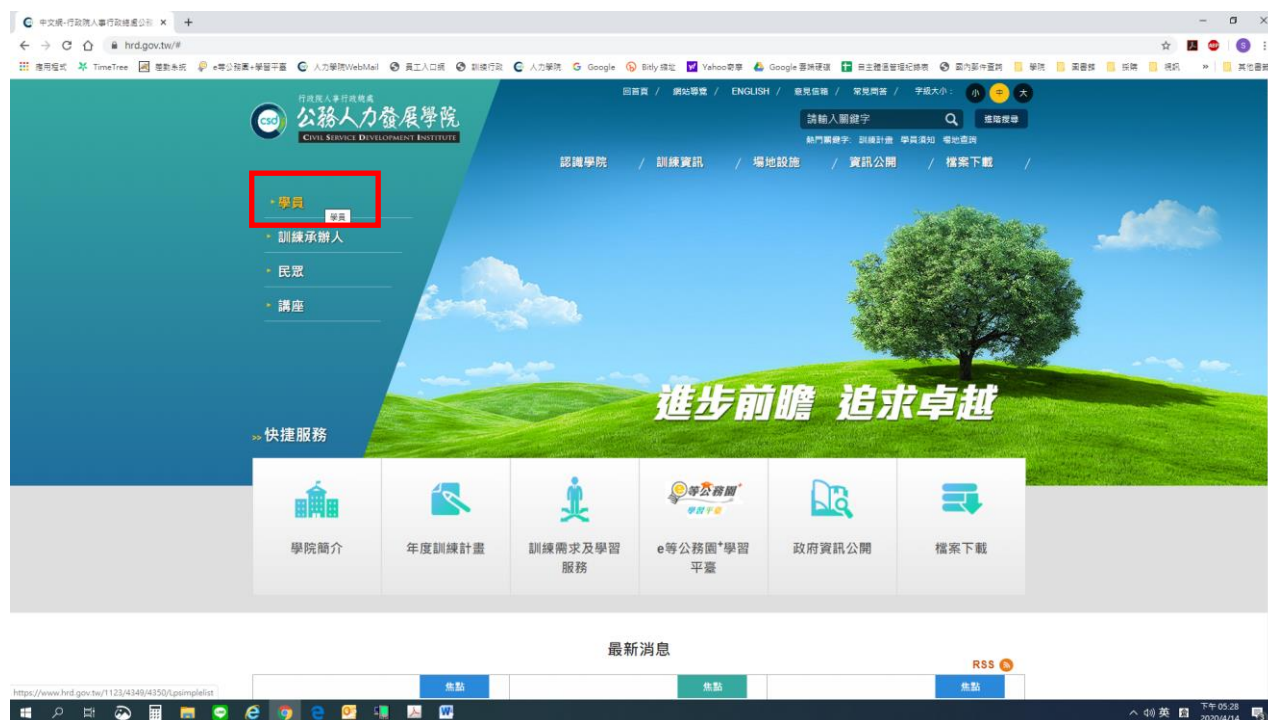 中文網-行政院人事行政總處公務
hrd.gov.tw/#
應用程式 TimeTree 差勤系統 e等公務園+學習平臺 人力學院WebMail 員工入口網 訓練行政 人力學院 Google Bitly 縮址 Yahoo奇摩 Google 雲端硬碟 國內郵件查詢 學院 圖書館 採購 視訊 » 其他書籤
回首頁 / 網站導覽 / ENGLISH / 意見信箱 / 常見問答 / 字級大小: 小 中 大
行政院人事行政總處
csdi 公務人力發展學院
CIVIL SERVICE DEVELOPMENT INSTITUTE
請輸入關鍵字 進階搜尋
熱門關鍵字: 訓練計畫 學員須知 場地查詢
認識學院 / 訓練資訊 / 場地設施 / 資訊公開 / 檔案下載 /
學員
學員
訓練承辦人
民眾
講座
進步前瞻 追求卓越
»快捷服務
e等公務園+
學習平臺
學院簡介 年度訓練計畫 訓練需求及學習 e等公務園+學習 政府資訊公開 檔案下載
服務 平臺
最新消息
RSS
焦點 焦點 焦點
https://www.hrd.gov.tw/1123/4349/4350/Lpsimplelist
英 下午 05:28
2020/4/14